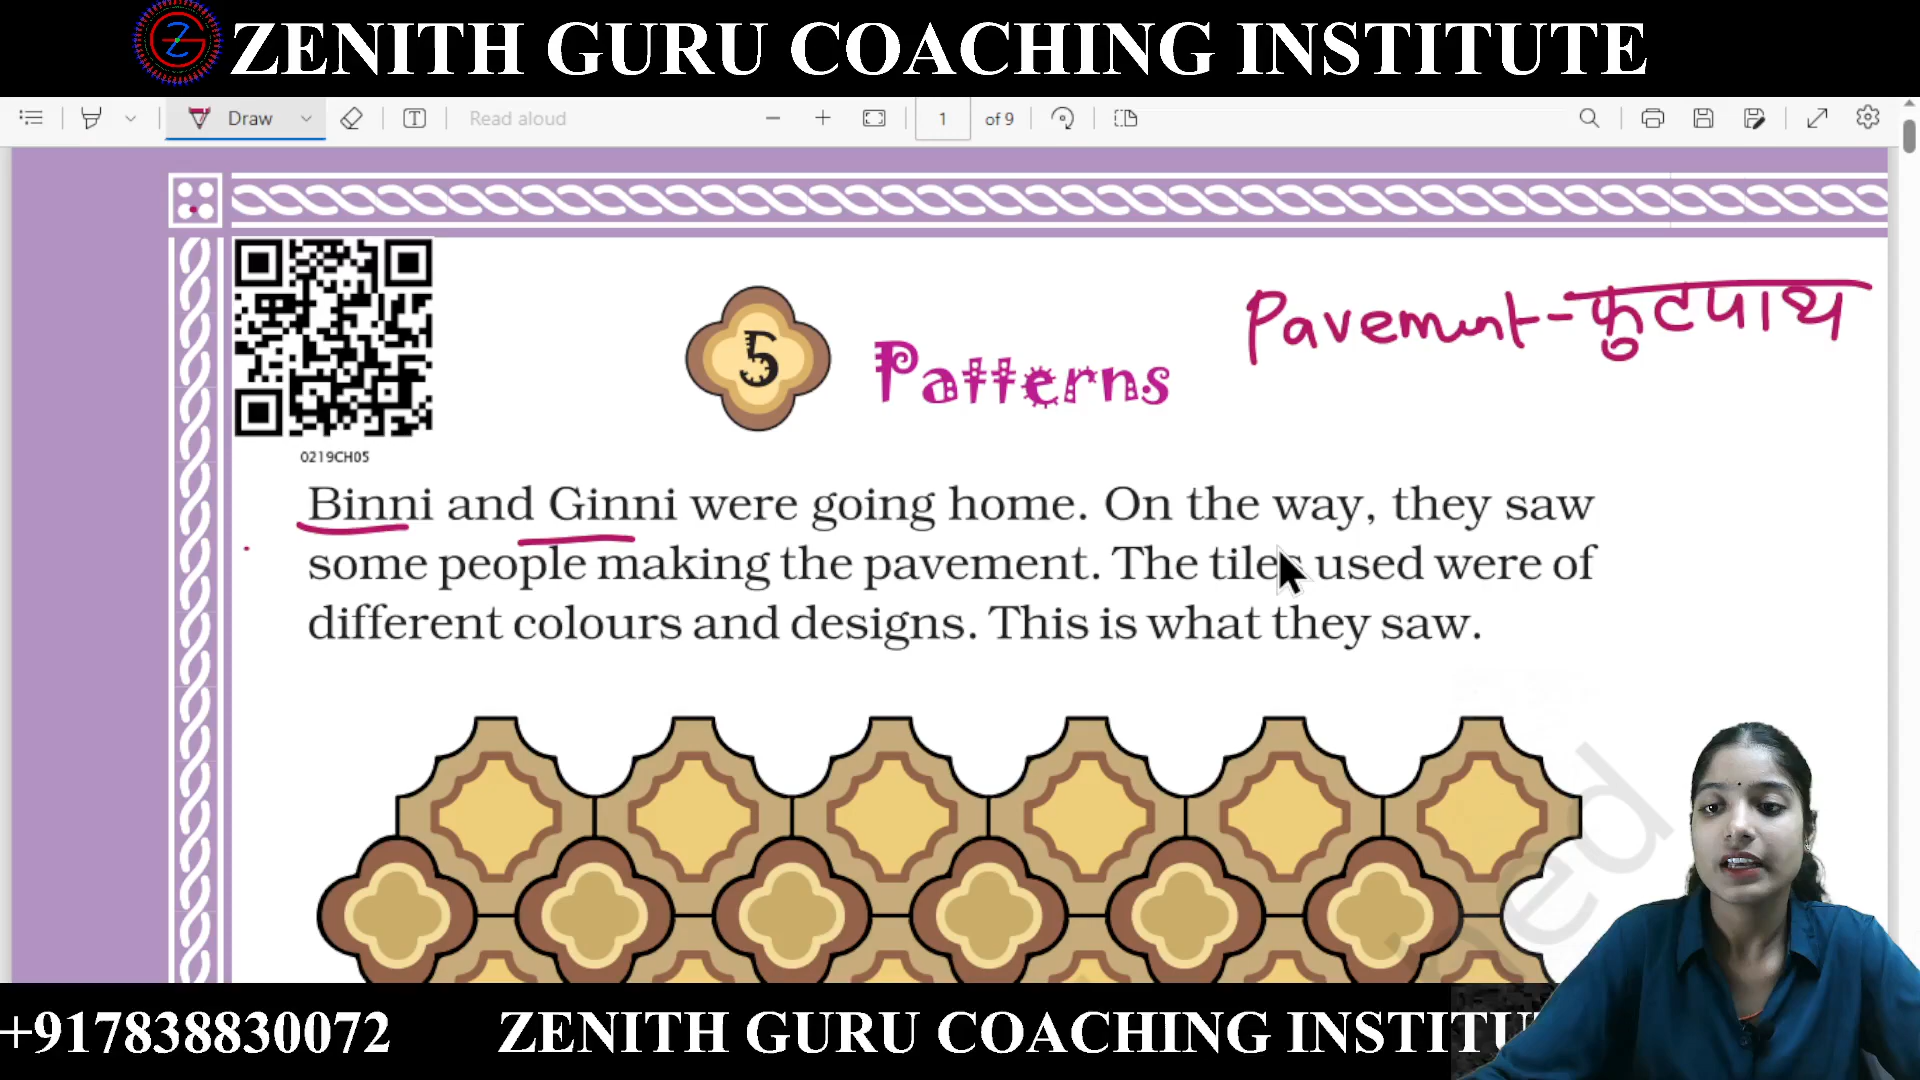 ZENITH GURU COACHING INSTITUTE
Draw
T
Read aloud
1
of 9
Pavement-फुटपाथ
5
Patterns
0219CH05
Binni and Ginni were going home. On the way, they saw
some people making the pavement. The tiles used were of
different colours and designs. This is what they saw.
+917838830072
ZENITH GURU COACHING INSTITU